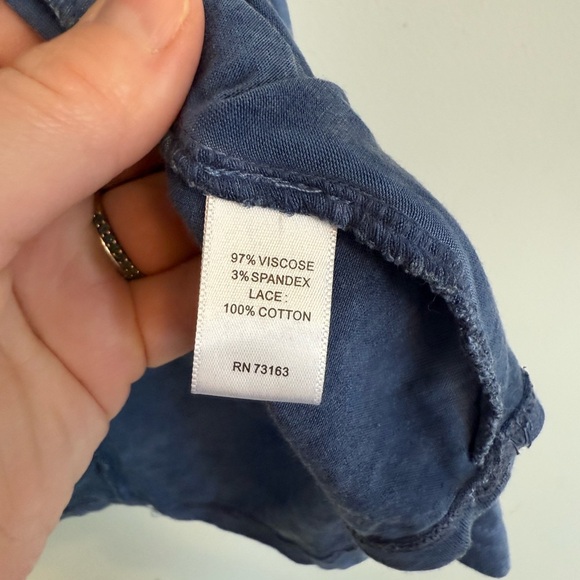 97% VISCOSE
3% SPANDEX
LACE :
100% COTTON
RN 73163